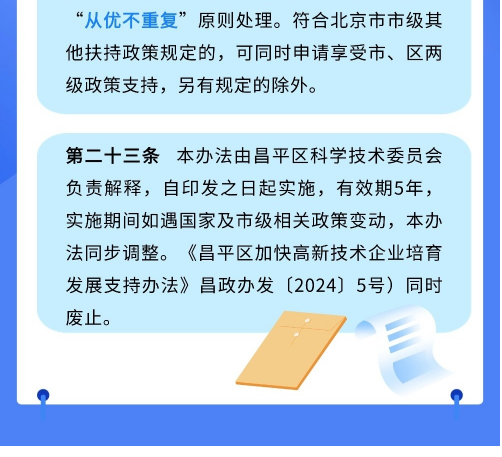 “从优不重复”原则处理。符合北京市市级其
他扶持政策规定的，可同时申请享受市、区两
级政策支持，另有规定的除外。
第二十三条 本办法由昌平区科学技术委员会
负责解释，自印发之日起实施，有效期5年，
实施期间如遇国家及市级相关政策变动，本办
法同步调整。《昌平区加快高新技术企业培育
发展支持办法》昌政办发〔2024〕5号）同时
废止。